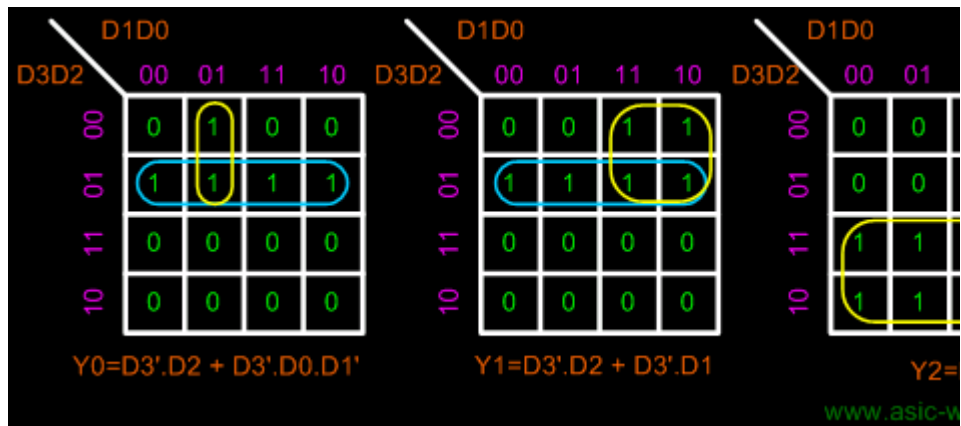 D1D0 D1D0 D1D0
D3D2 00 01 11 10 D3D2 00 01 11 10 D3D2 00 01
00 0 1 0 0 00 0 0 1 1 00 0 0
01 1 1 1 1 01 1 1 1 1 01 0 0
11 0 0 0 0 11 0 0 0 0 11 1 1
10 0 0 0 0 10 0 0 0 0 10 1 1
Y0=D3'.D2 + D3'.D0.D1' Y1=D3'.D2 + D3'.D1 Y2=
www.asic-w